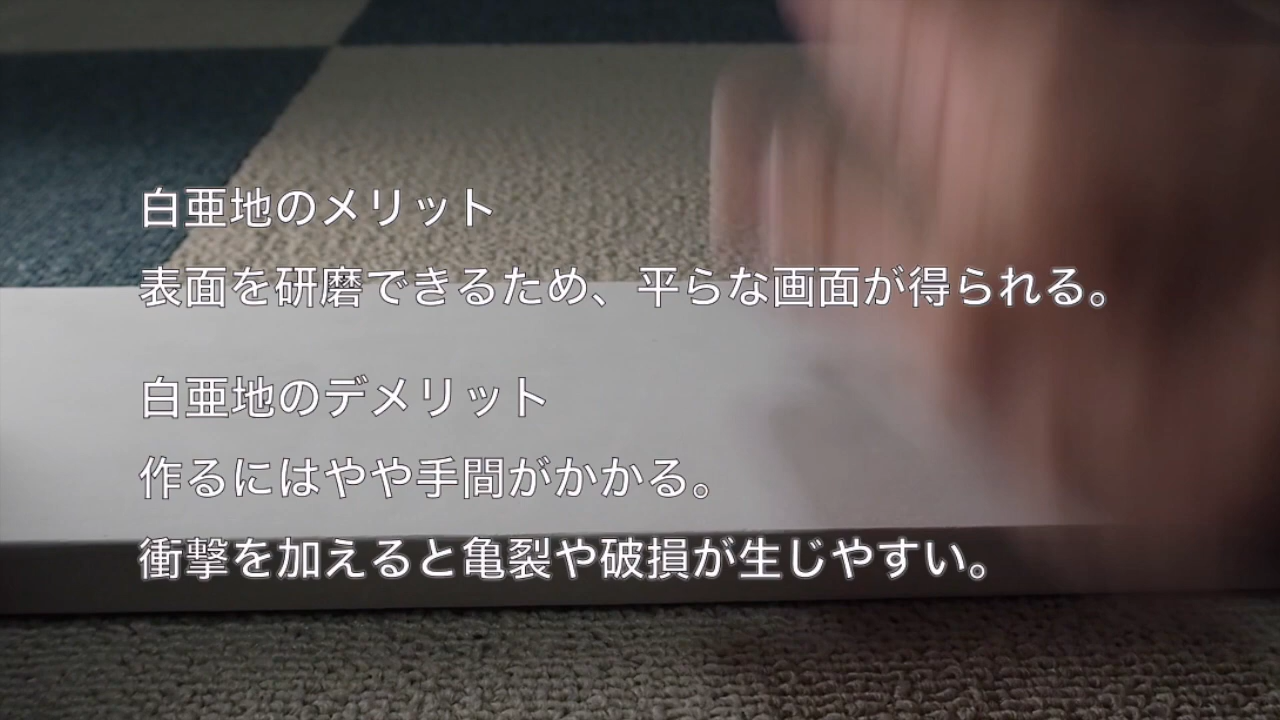 白亜地のメリット
表面を研磨できるため、平らな画面が得られる。
白亜地のデメリット
作るにはやや手間がかかる。
衝撃を加えると亀裂や破損が生じやすい。